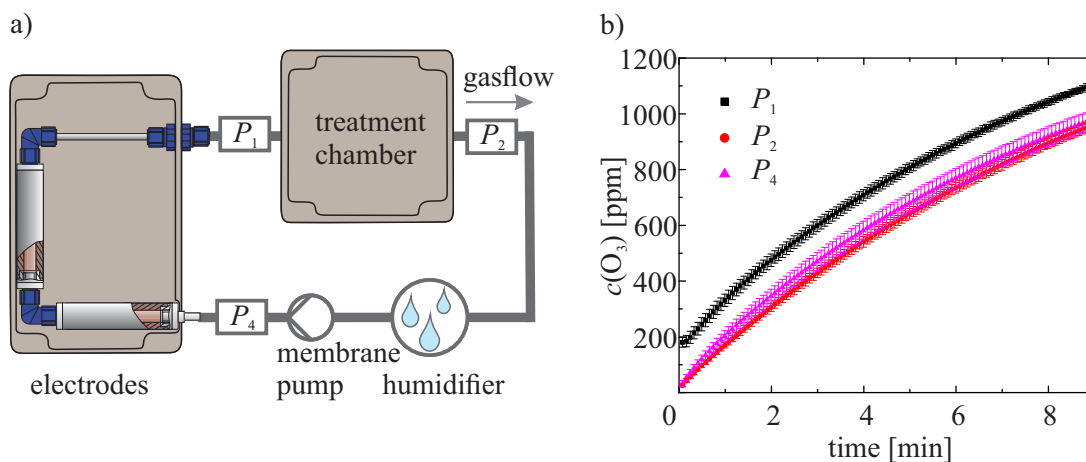 a)
gasflow
P1
treatment
chamber
P2
P4
membrane
pump
humidifier
electrodes
b)
1200
1000
800
600
400
200
0
2
4
6
8
c(O3) [ppm]
time [min]
P1
P2
P4